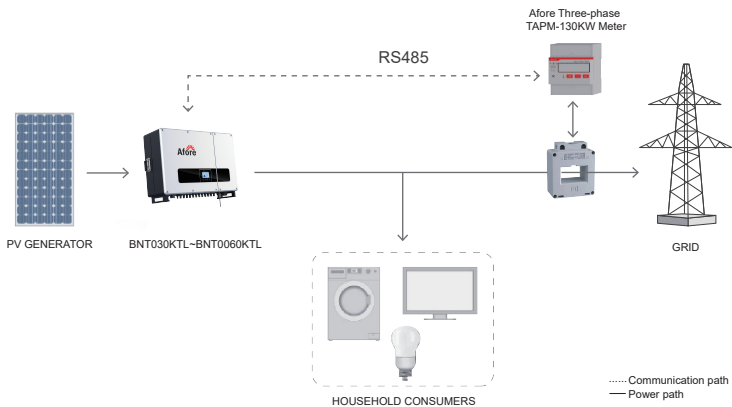 Afore Three-phase
TAPM-130KW Meter
RS485
Afore
PV GENERATOR
BNT030KTL~BNT0060KTL
GRID
HOUSEHOLD CONSUMERS
Communication path
Power path